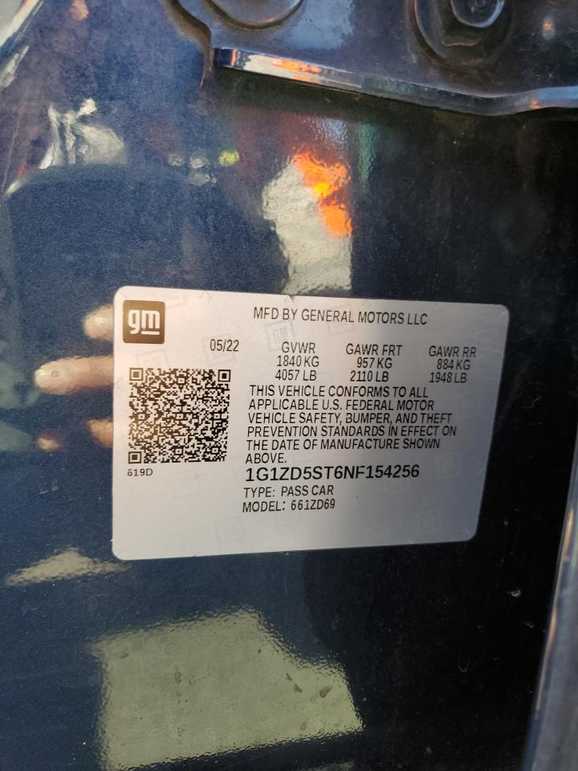 gm
MFD BY GENERAL MOTORS LLC
05/22 GVWR GAWR FRT GAWR RR
1840 KG 957 KG 884 KG
4057 LB 2110 LB 1948 LB
THIS VEHICLE CONFORMS TO ALL
APPLICABLE U.S. FEDERAL MOTOR
VEHICLE SAFETY, BUMPER, AND THEFT
PREVENTION STANDARDS IN EFFECT ON
THE DATE OF MANUFACTURE SHOWN
ABOVE.
619D
1G1ZD5ST6NF154256
TYPE: PASS CAR
MODEL: 661ZD69